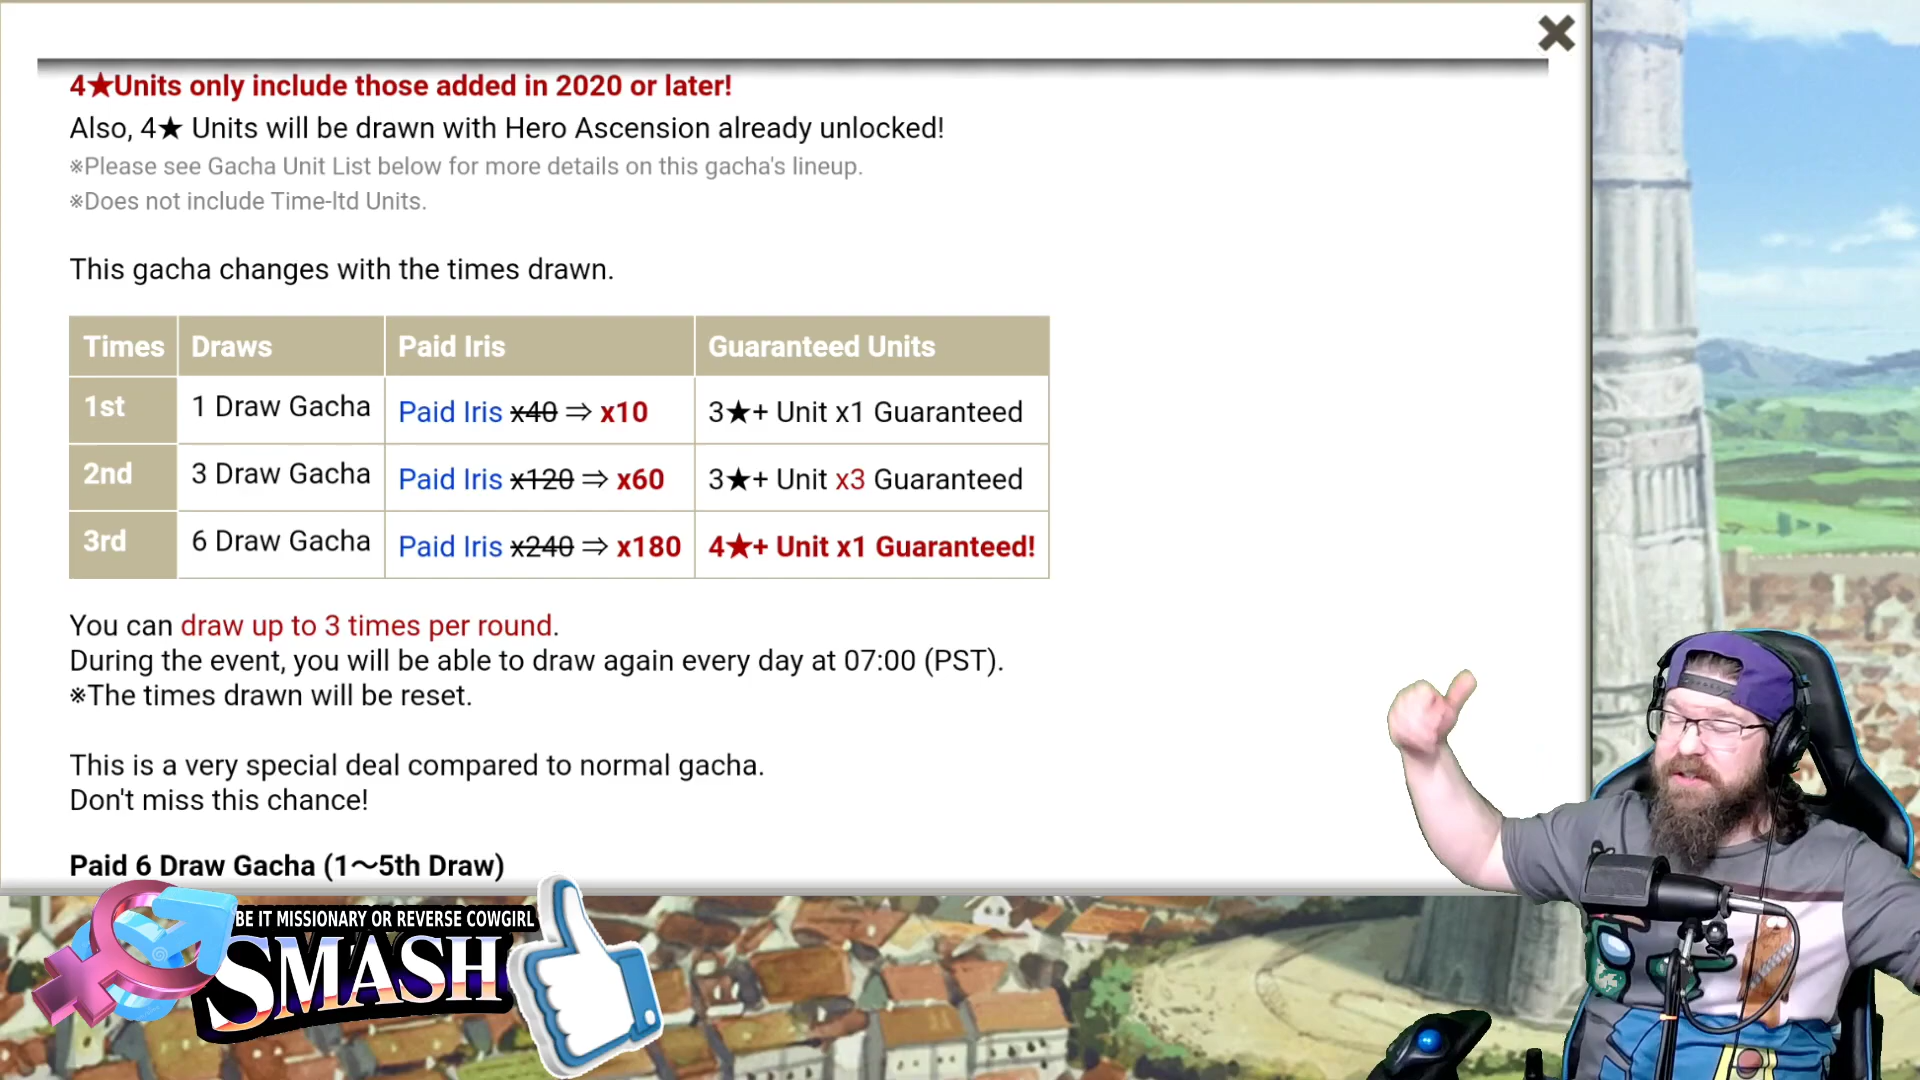 4★Units only include those added in 2020 or later!
Also, 4★ Units will be drawn with Hero Ascension already unlocked!
※Please see Gacha Unit List below for more details on this gacha's lineup.
※Does not include Time-ltd Units.
This gacha changes with the times drawn.
Times Draws Paid Iris Guaranteed Units
1st 1 Draw Gacha Paid Iris x40 ⇒ x10 3★+ Unit x1 Guaranteed
2nd 3 Draw Gacha Paid Iris x120 ⇒ x60 3★+ Unit x3 Guaranteed
3rd 6 Draw Gacha Paid Iris x240 ⇒ x180 4★+ Unit x1 Guaranteed!
You can draw up to 3 times per round.
During the event, you will be able to draw again every day at 07:00 (PST).
※The times drawn will be reset.
This is a very special deal compared to normal gacha.
Don't miss this chance!
Paid 6 Draw Gacha (1～5th Draw)
BE IT MISSIONARY OR REVERSE COWGIRL
SMASH